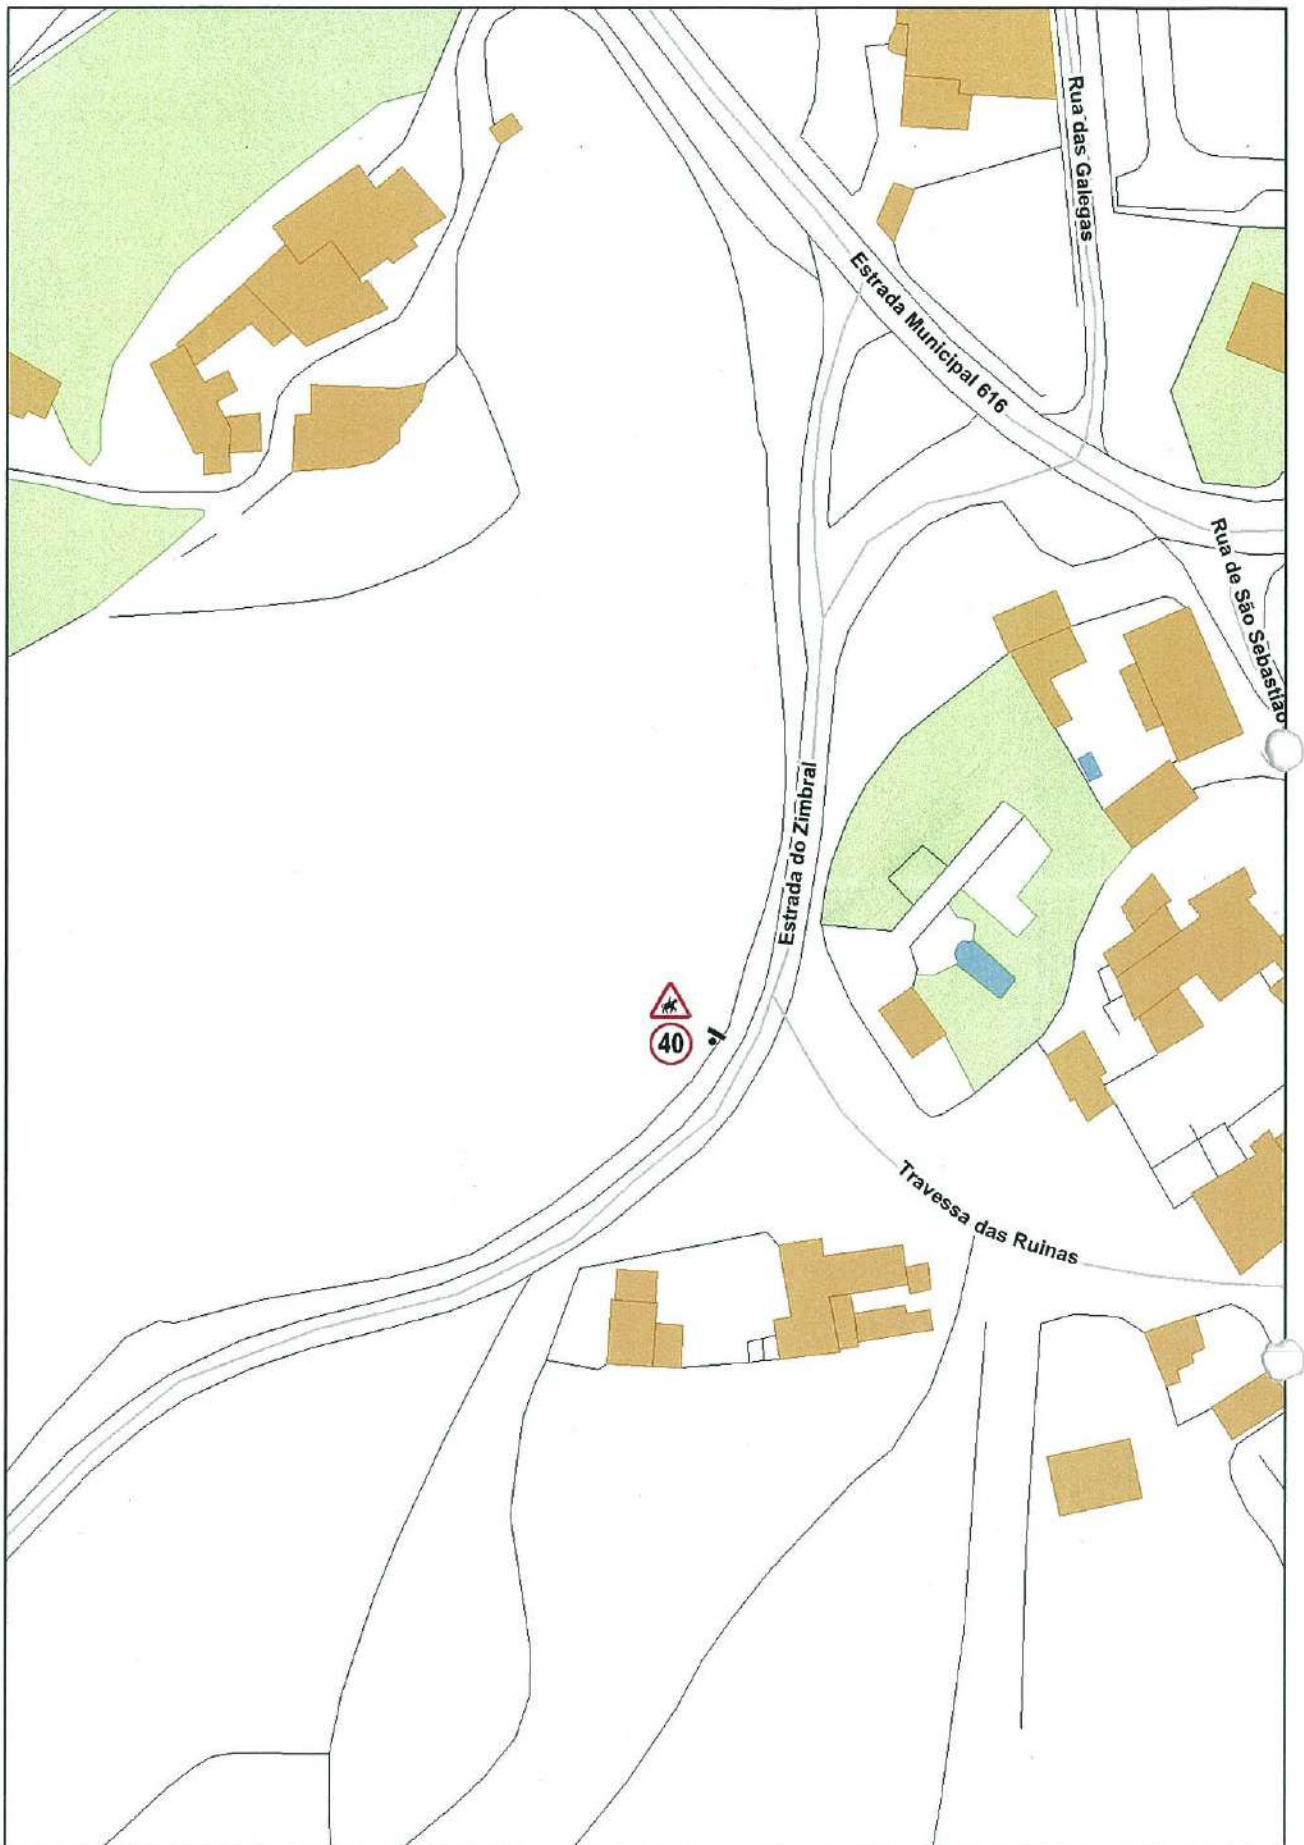 Rua das Galegas
Estrada Municipal 616
Rua de São Sebastião
Estrada do Zimbral
40
Travessa das Ruinas